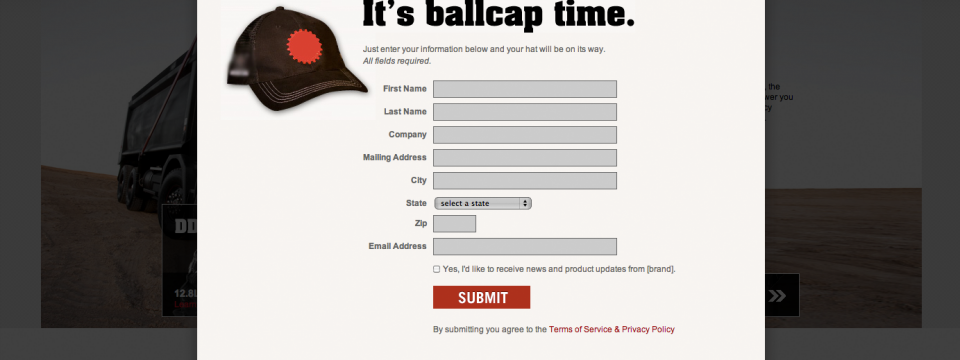 It's ballcap time.
Just enter your information below and your hat will be on its way.
All fields required.
First Name
Last Name
Company
Mailing Address
City
State select a state
Zip
Email Address
Yes, I'd like to receive news and product updates from [brand].
SUBMIT
By submitting you agree to the Terms of Service & Privacy Policy
the
you
DD
12.8